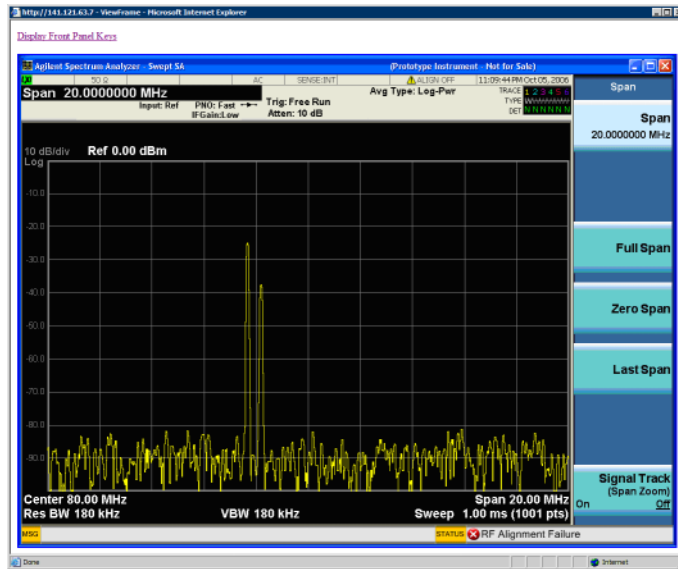 http://141.121.63.7 - ViewFrame - Microsoft Internet Explorer
Display Front Panel Keys
Agilent Spectrum Analyzer - Swept SA (Prototype Instrument - Not for Sale)
50 Ω AC SENSE:INT ALIGN OFF 11:09:44 PM Oct 05, 2006
Span 20.0000000 MHz
Input: Ref PNO: Fast Trig: Free Run Avg Type: Log-Pwr TRACE 1 2 3 4 5 6
IFGain:Low Atten: 10 dB TYPE WWWWWW
DET N N N N N N
Span
Span
20.0000000 MHz
Full Span
Zero Span
Last Span
Signal Track
(Span Zoom)
On Off
10 dB/div Ref 0.00 dBm
Log
-10.0
-20.0
-30.0
-40.0
-50.0
-60.0
-70.0
-80.0
-90.0
Center 80.00 MHz Span 20.00 MHz
Res BW 180 kHz VBW 180 kHz Sweep 1.00 ms (1001 pts)
MSG STATUS RF Alignment Failure
Done Internet